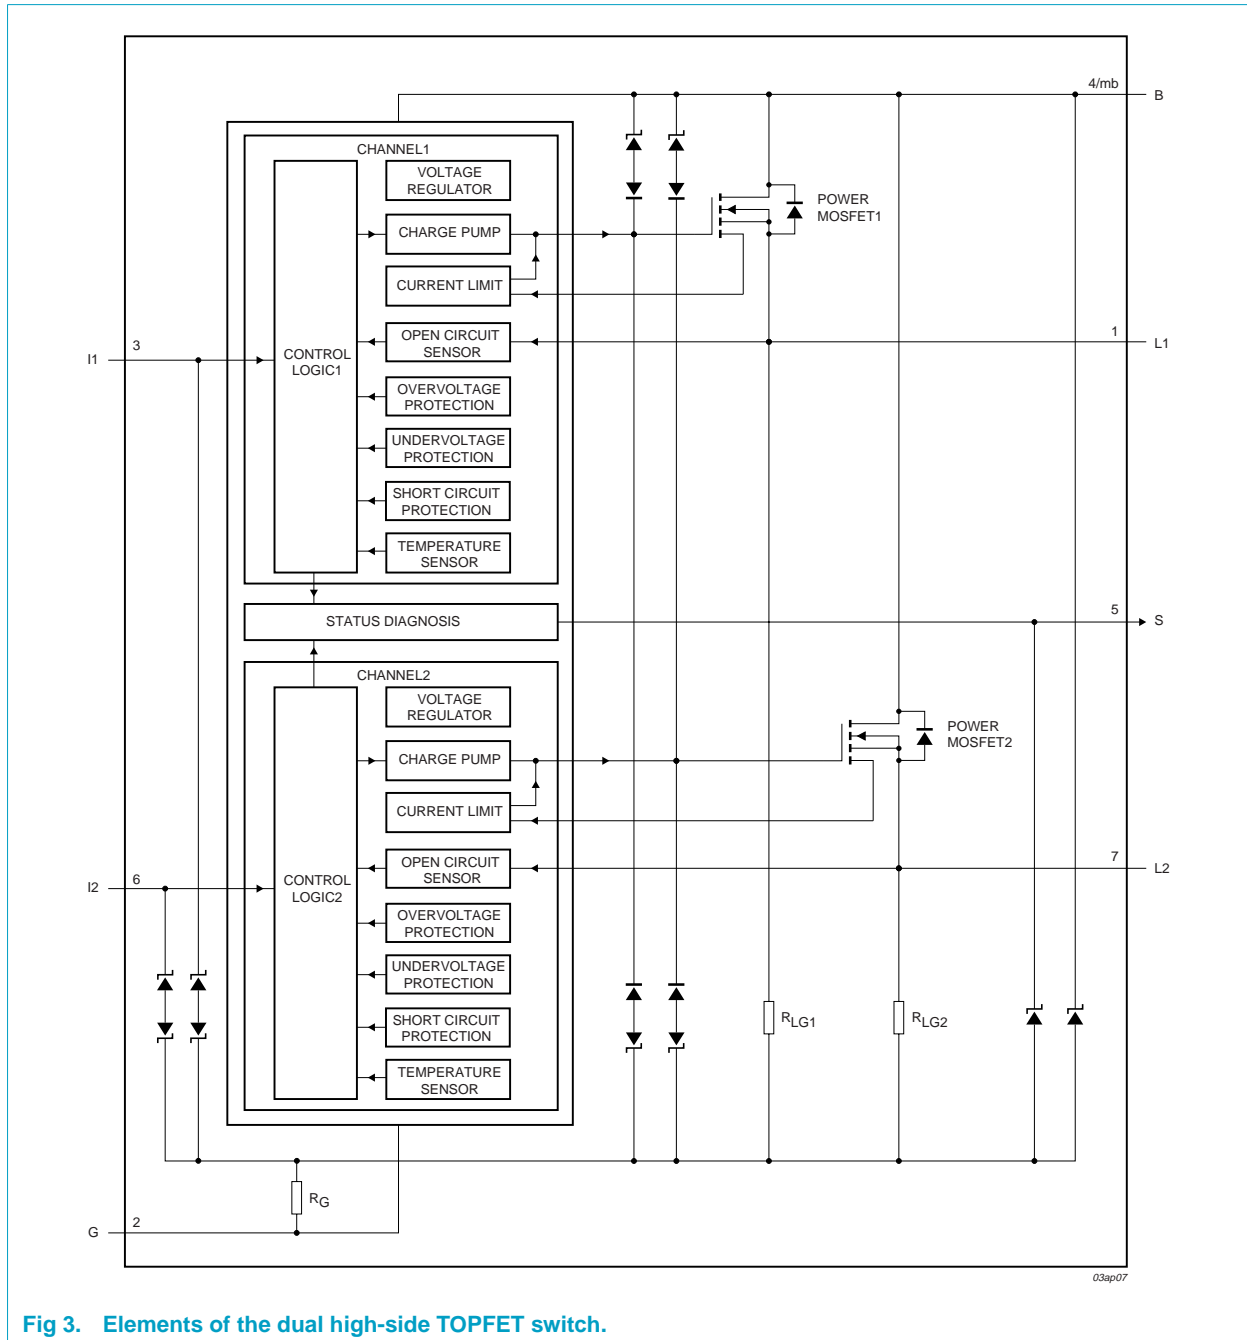 4/mb
B
CHANNEL1
VOLTAGE
REGULATOR
POWER
MOSFET1
CHARGE PUMP
CURRENT LIMIT
OPEN CIRCUIT
SENSOR
1
L1
I1
3
CONTROL
LOGIC1
OVERVOLTAGE
PROTECTION
UNDERVOLTAGE
PROTECTION
SHORT CIRCUIT
PROTECTION
TEMPERATURE
SENSOR
STATUS DIAGNOSIS
5
S
CHANNEL2
VOLTAGE
REGULATOR
POWER
MOSFET2
CHARGE PUMP
CURRENT LIMIT
OPEN CIRCUIT
SENSOR
7
L2
I2
6
CONTROL
LOGIC2
OVERVOLTAGE
PROTECTION
UNDERVOLTAGE
PROTECTION
SHORT CIRCUIT
PROTECTION
RLG1
RLG2
TEMPERATURE
SENSOR
RG
G
2
03ap07
Fig 3. Elements of the dual high-side TOPFET switch.